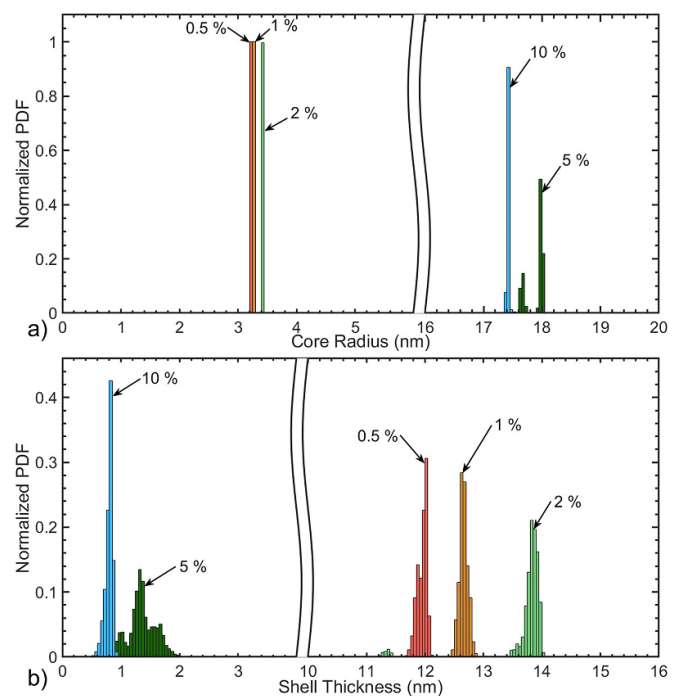 0.5 %
1 %
2 %
10 %
5 %
Normalized PDF
1
0.8
0.6
0.4
0.2
0
0 1 2 3 4 5 16 17 18 19 20
a)
Core Radius (nm)
10 %
5 %
0.5 %
1 %
2 %
Normalized PDF
0.4
0.3
0.2
0.1
0
0 1 2 10 11 12 13 14 15 16
b)
Shell Thickness (nm)